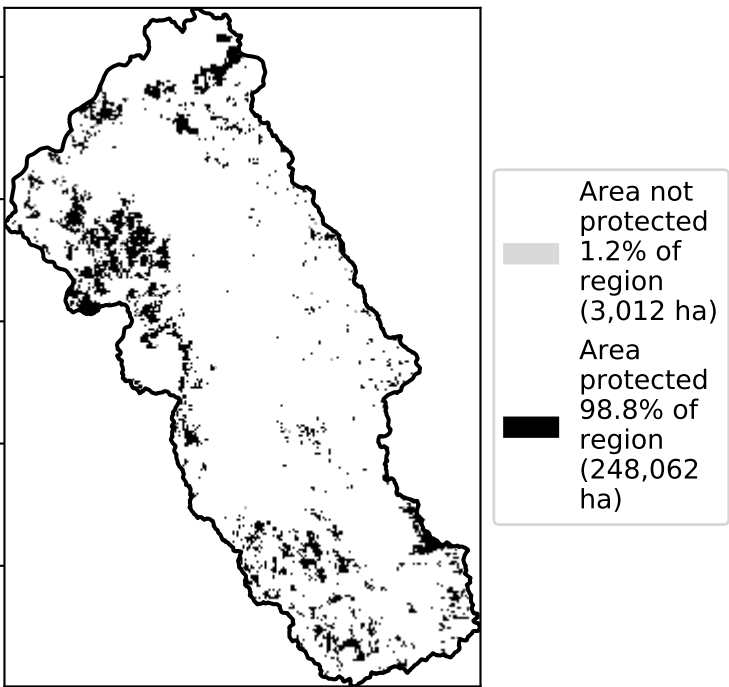 Area not
protected
1.2% of
region
(3,012 ha)
Area
protected
98.8% of
region
(248,062
ha)